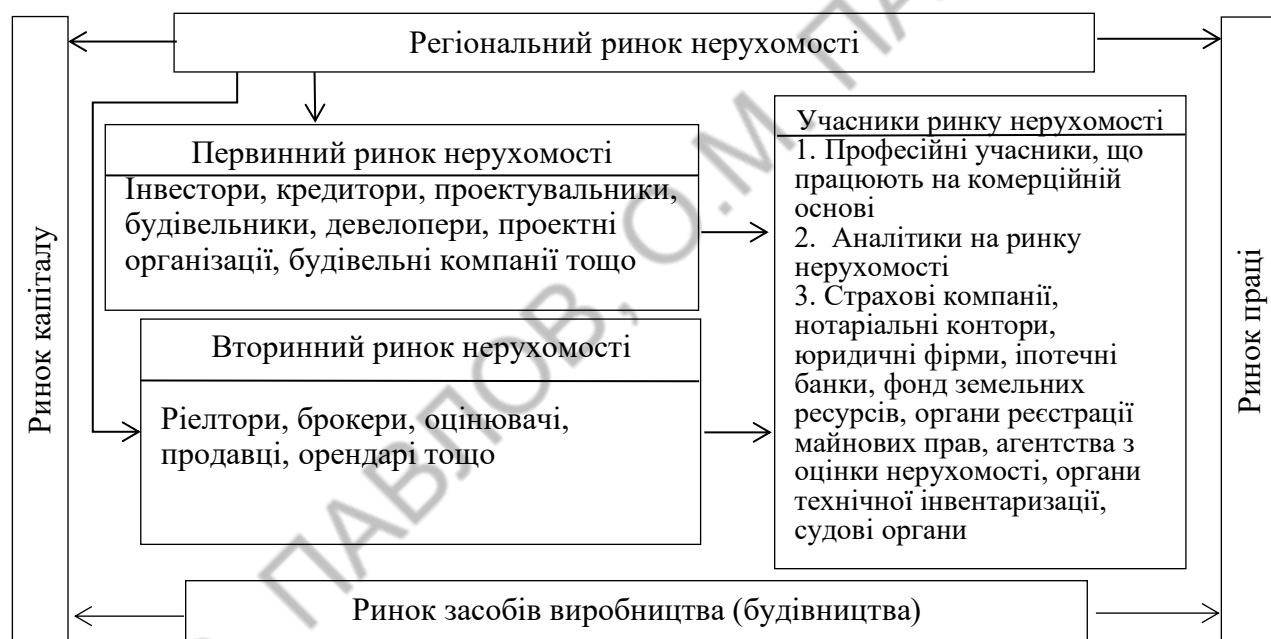 Регіональний ринок нерухомості
Ринок капіталу
Первинний ринок нерухомості
Інвестори, кредитори, проектувальники,
будівельники, девелопери, проектні
організації, будівельні компанії тощо
Вторинний ринок нерухомості
Ріелтори, брокери, оцінювачі,
продавці, орендарі тощо
Учасники ринку нерухомості
1. Професійні учасники, що
працюють на комерційній
основі
2. Аналітики на ринку
нерухомості
3. Страхові компанії,
нотаріальні контори,
юридичні фірми, іпотечні
банки, фонд земельних
ресурсів, органи реєстрації
майнових прав, агентства з
оцінки нерухомості, органи
технічної інвентаризації,
судові органи
Ринок праці
Ринок засобів виробництва (будівництва)
ПАВЛОВ, О.М. ПА